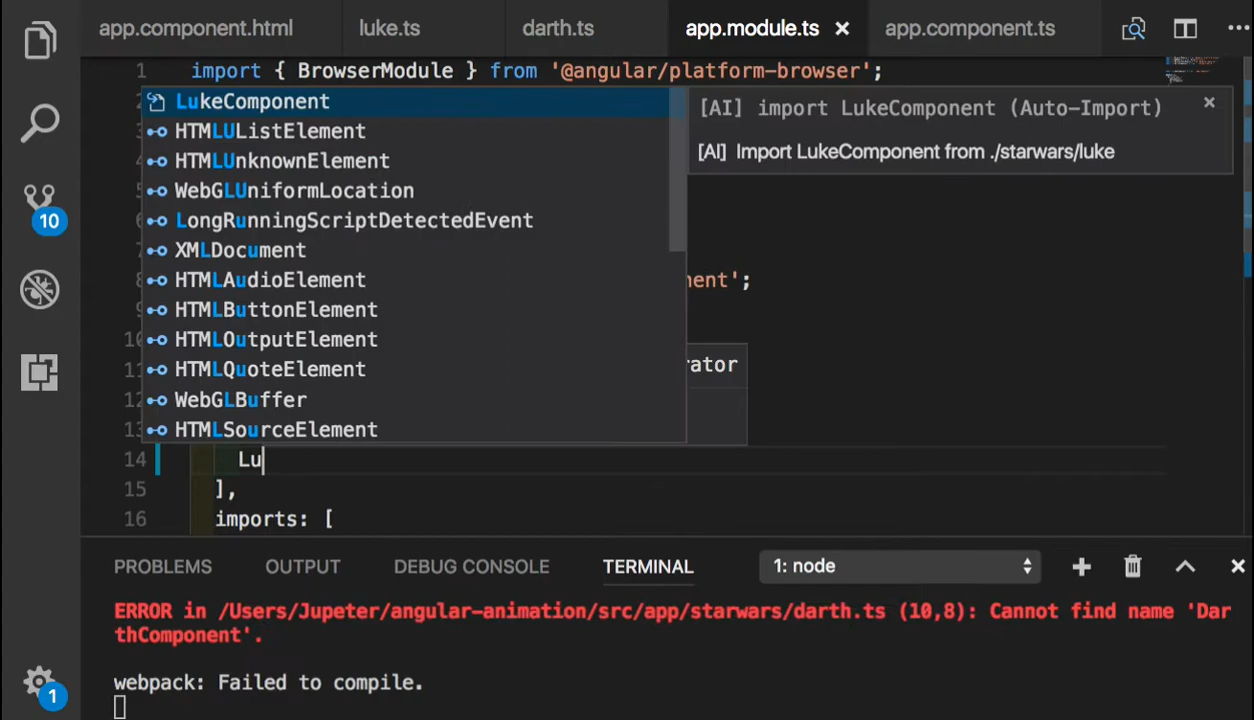 app.component.html luke.ts darth.ts app.module.ts app.component.ts
1 import { BrowserModule } from '@angular/platform-browser';
LukeComponent
[AI] import LukeComponent (Auto-Import)
HTMLUListElement
[AI] Import LukeComponent from ./starwars/luke
HTMLUnknownElement
WebGLUniformLocation
10
LongRunningScriptDetectedEvent
XMLDocument
HTMLAudioElement
nent';
HTMLButtonElement
HTMLOutputElement
HTMLQuoteElement
rator
WebGLBuffer
HTMLSourceElement
14 Lu
15 ],
16 imports: [
PROBLEMS OUTPUT DEBUG CONSOLE TERMINAL 1: node
ERROR in /Users/Jupeter/angular-animation/src/app/starwars/darth.ts (10,8): Cannot find name 'Dar
thComponent'.
webpack: Failed to compile.
1